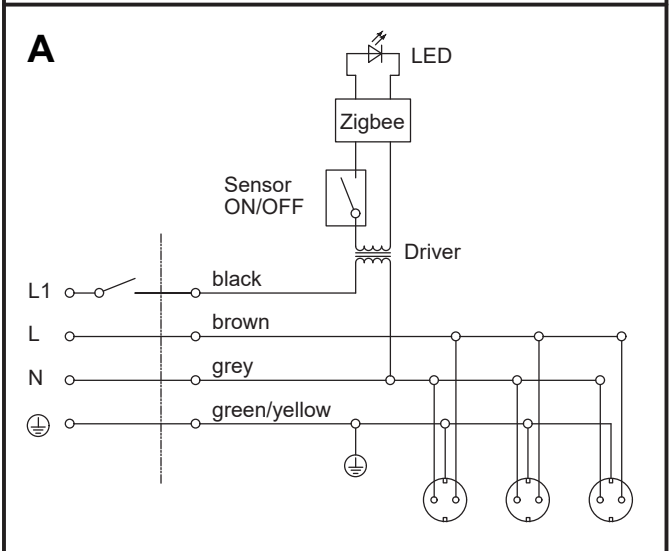 A
LED
Zigbee
Sensor
ON/OFF
Driver
L1
black
L
brown
N
grey
green/yellow